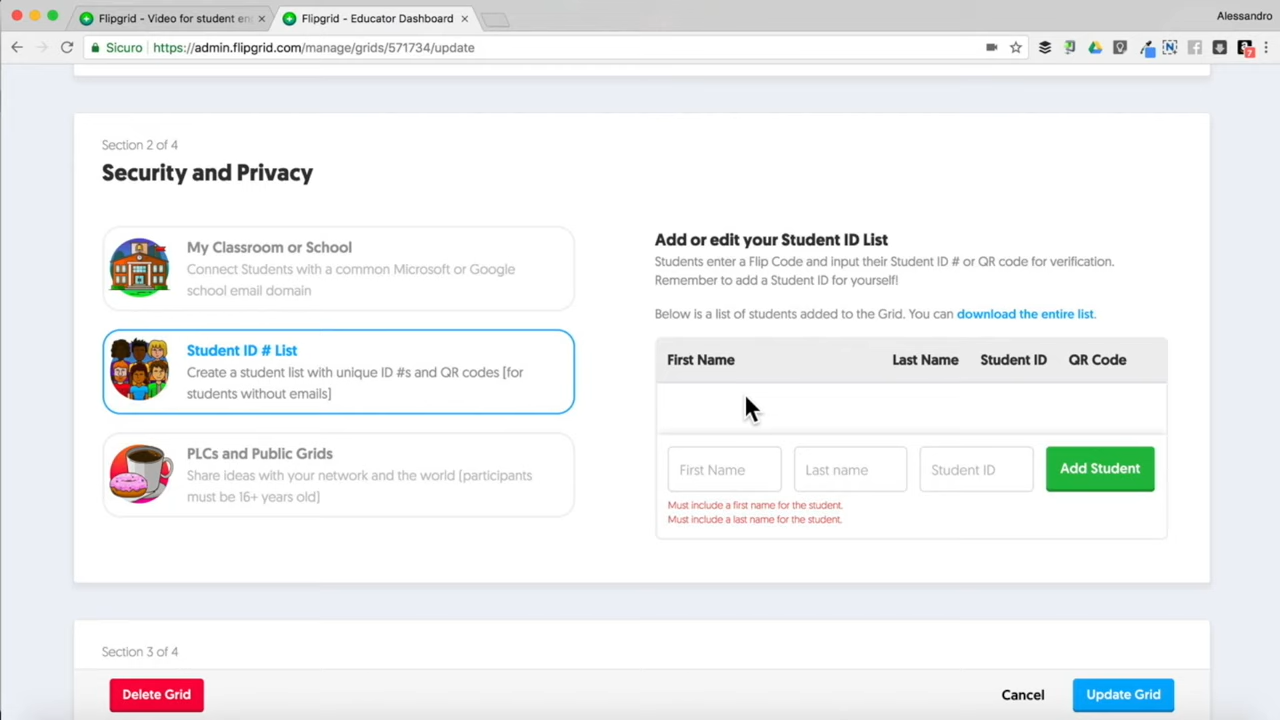 Flipgrid - Video for student en
Flipgrid - Educator Dashboard
Alessandro
Sicuro
https://admin.flipgrid.com/manage/grids/571734/update
7
Section 2 of 4
Security and Privacy
My Classroom or School
Connect Students with a common Microsoft or Google
school email domain
Student ID # List
Create a student list with unique ID #s and QR codes [for
students without emails]
PLCs and Public Grids
Share ideas with your network and the world [participants
must be 16+ years old]
Add or edit your Student ID List
Students enter a Flip Code and input their Student ID # or QR code for verification.
Remember to add a Student ID for yourself!
Below is a list of students added to the Grid. You can download the entire list.
First Name Last Name Student ID QR Code
First Name Last name Student ID Add Student
Must include a first name for the student.
Must include a last name for the student.
Section 3 of 4
Delete Grid Cancel Update Grid